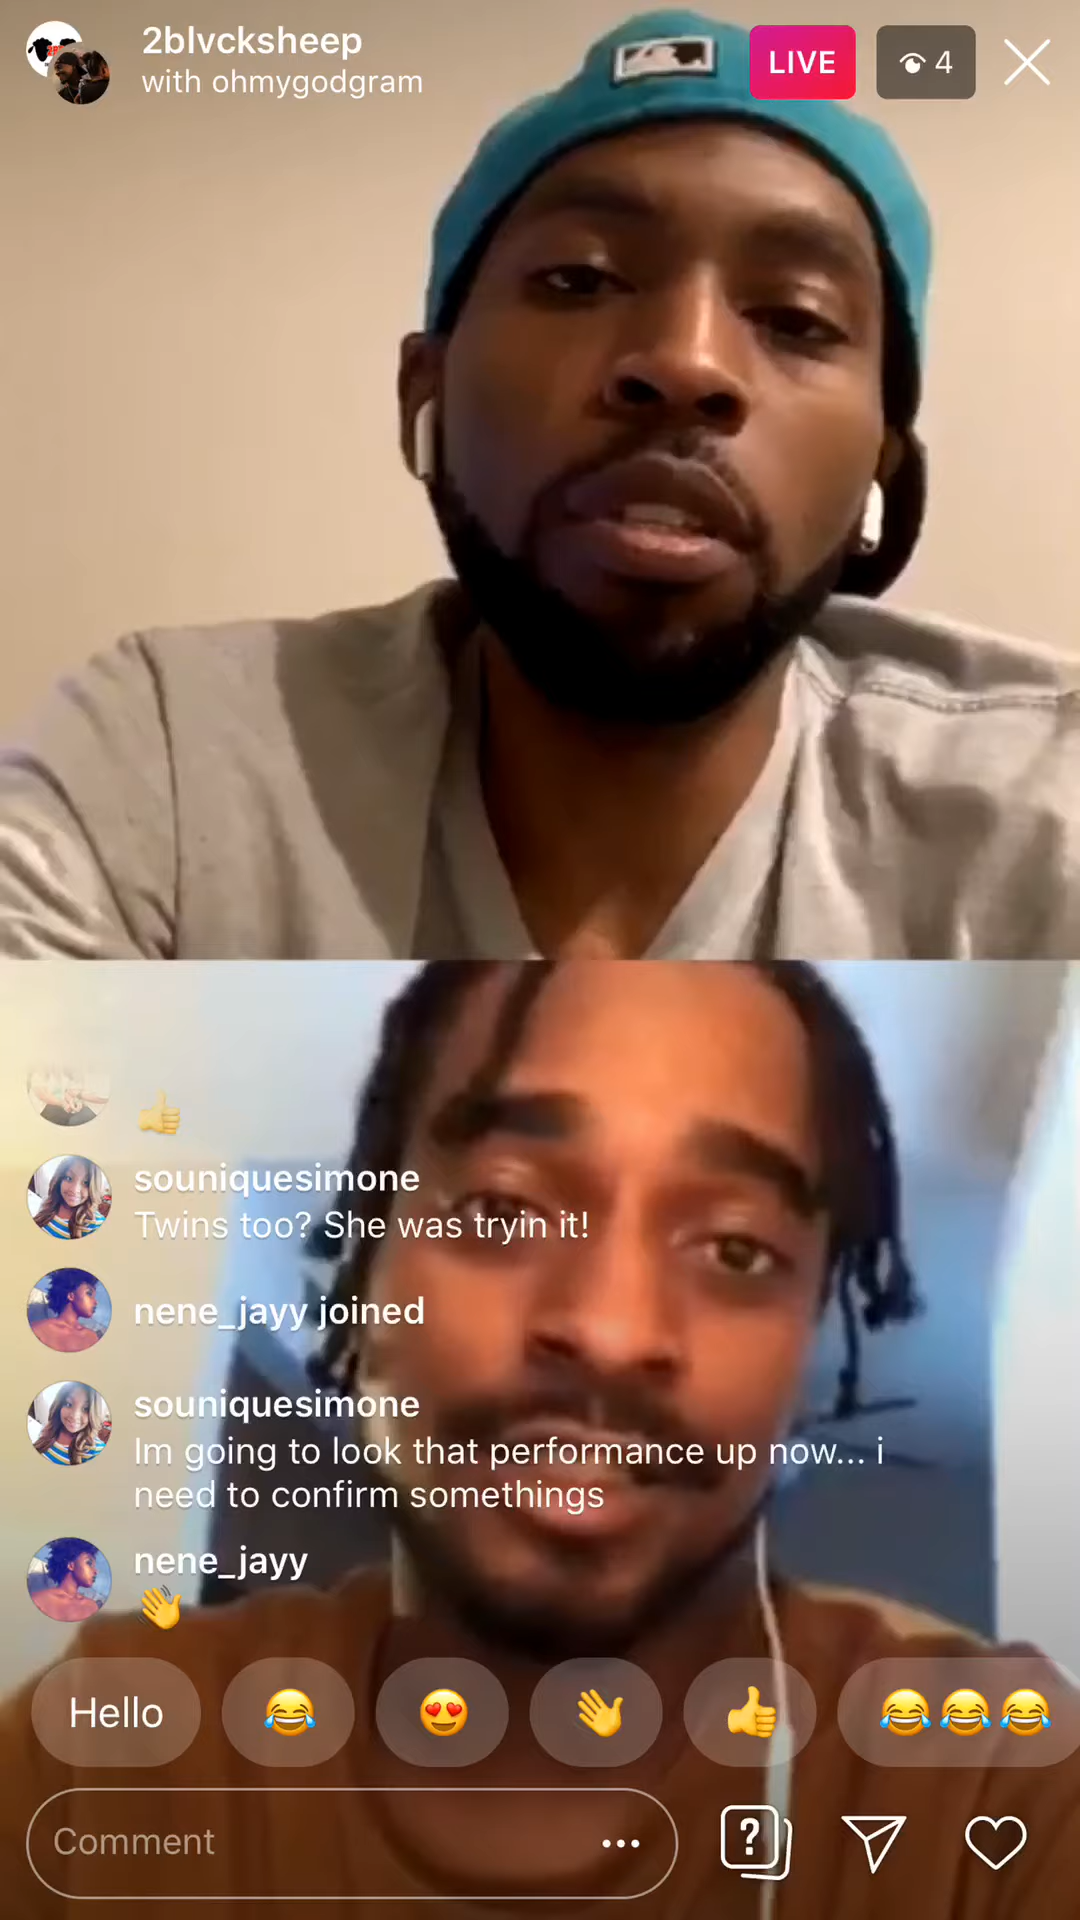 2blvcksheep
with ohmygodgram
LIVE
4
👍
souniquesimone
Twins too? She was tryin it!
nene_jayy joined
souniquesimone
Im going to look that performance up now... i
need to confirm somethings
nene_jayy
👋
Hello 😂 😍 👋 👍 😂😂😂
Comment ...
?